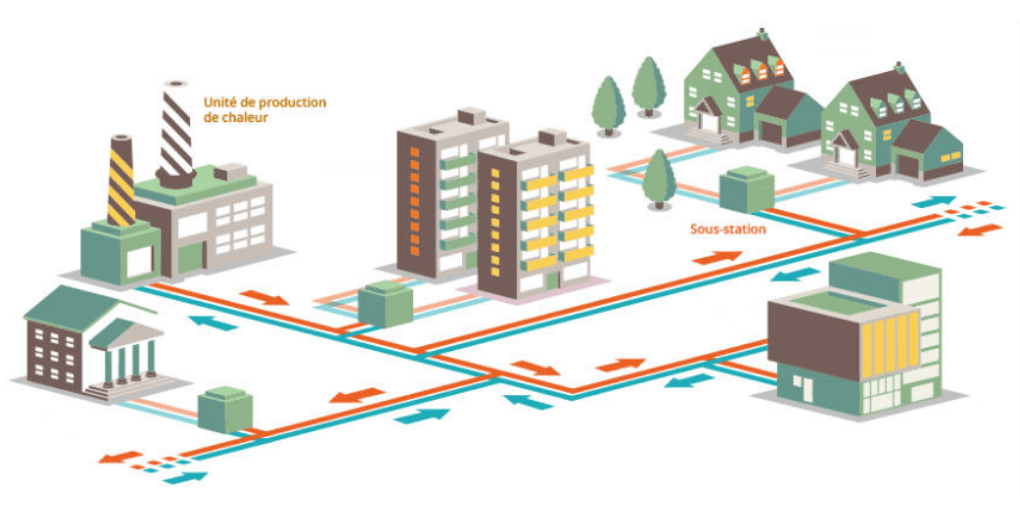 Unité de production
de chaleur
Sous-station